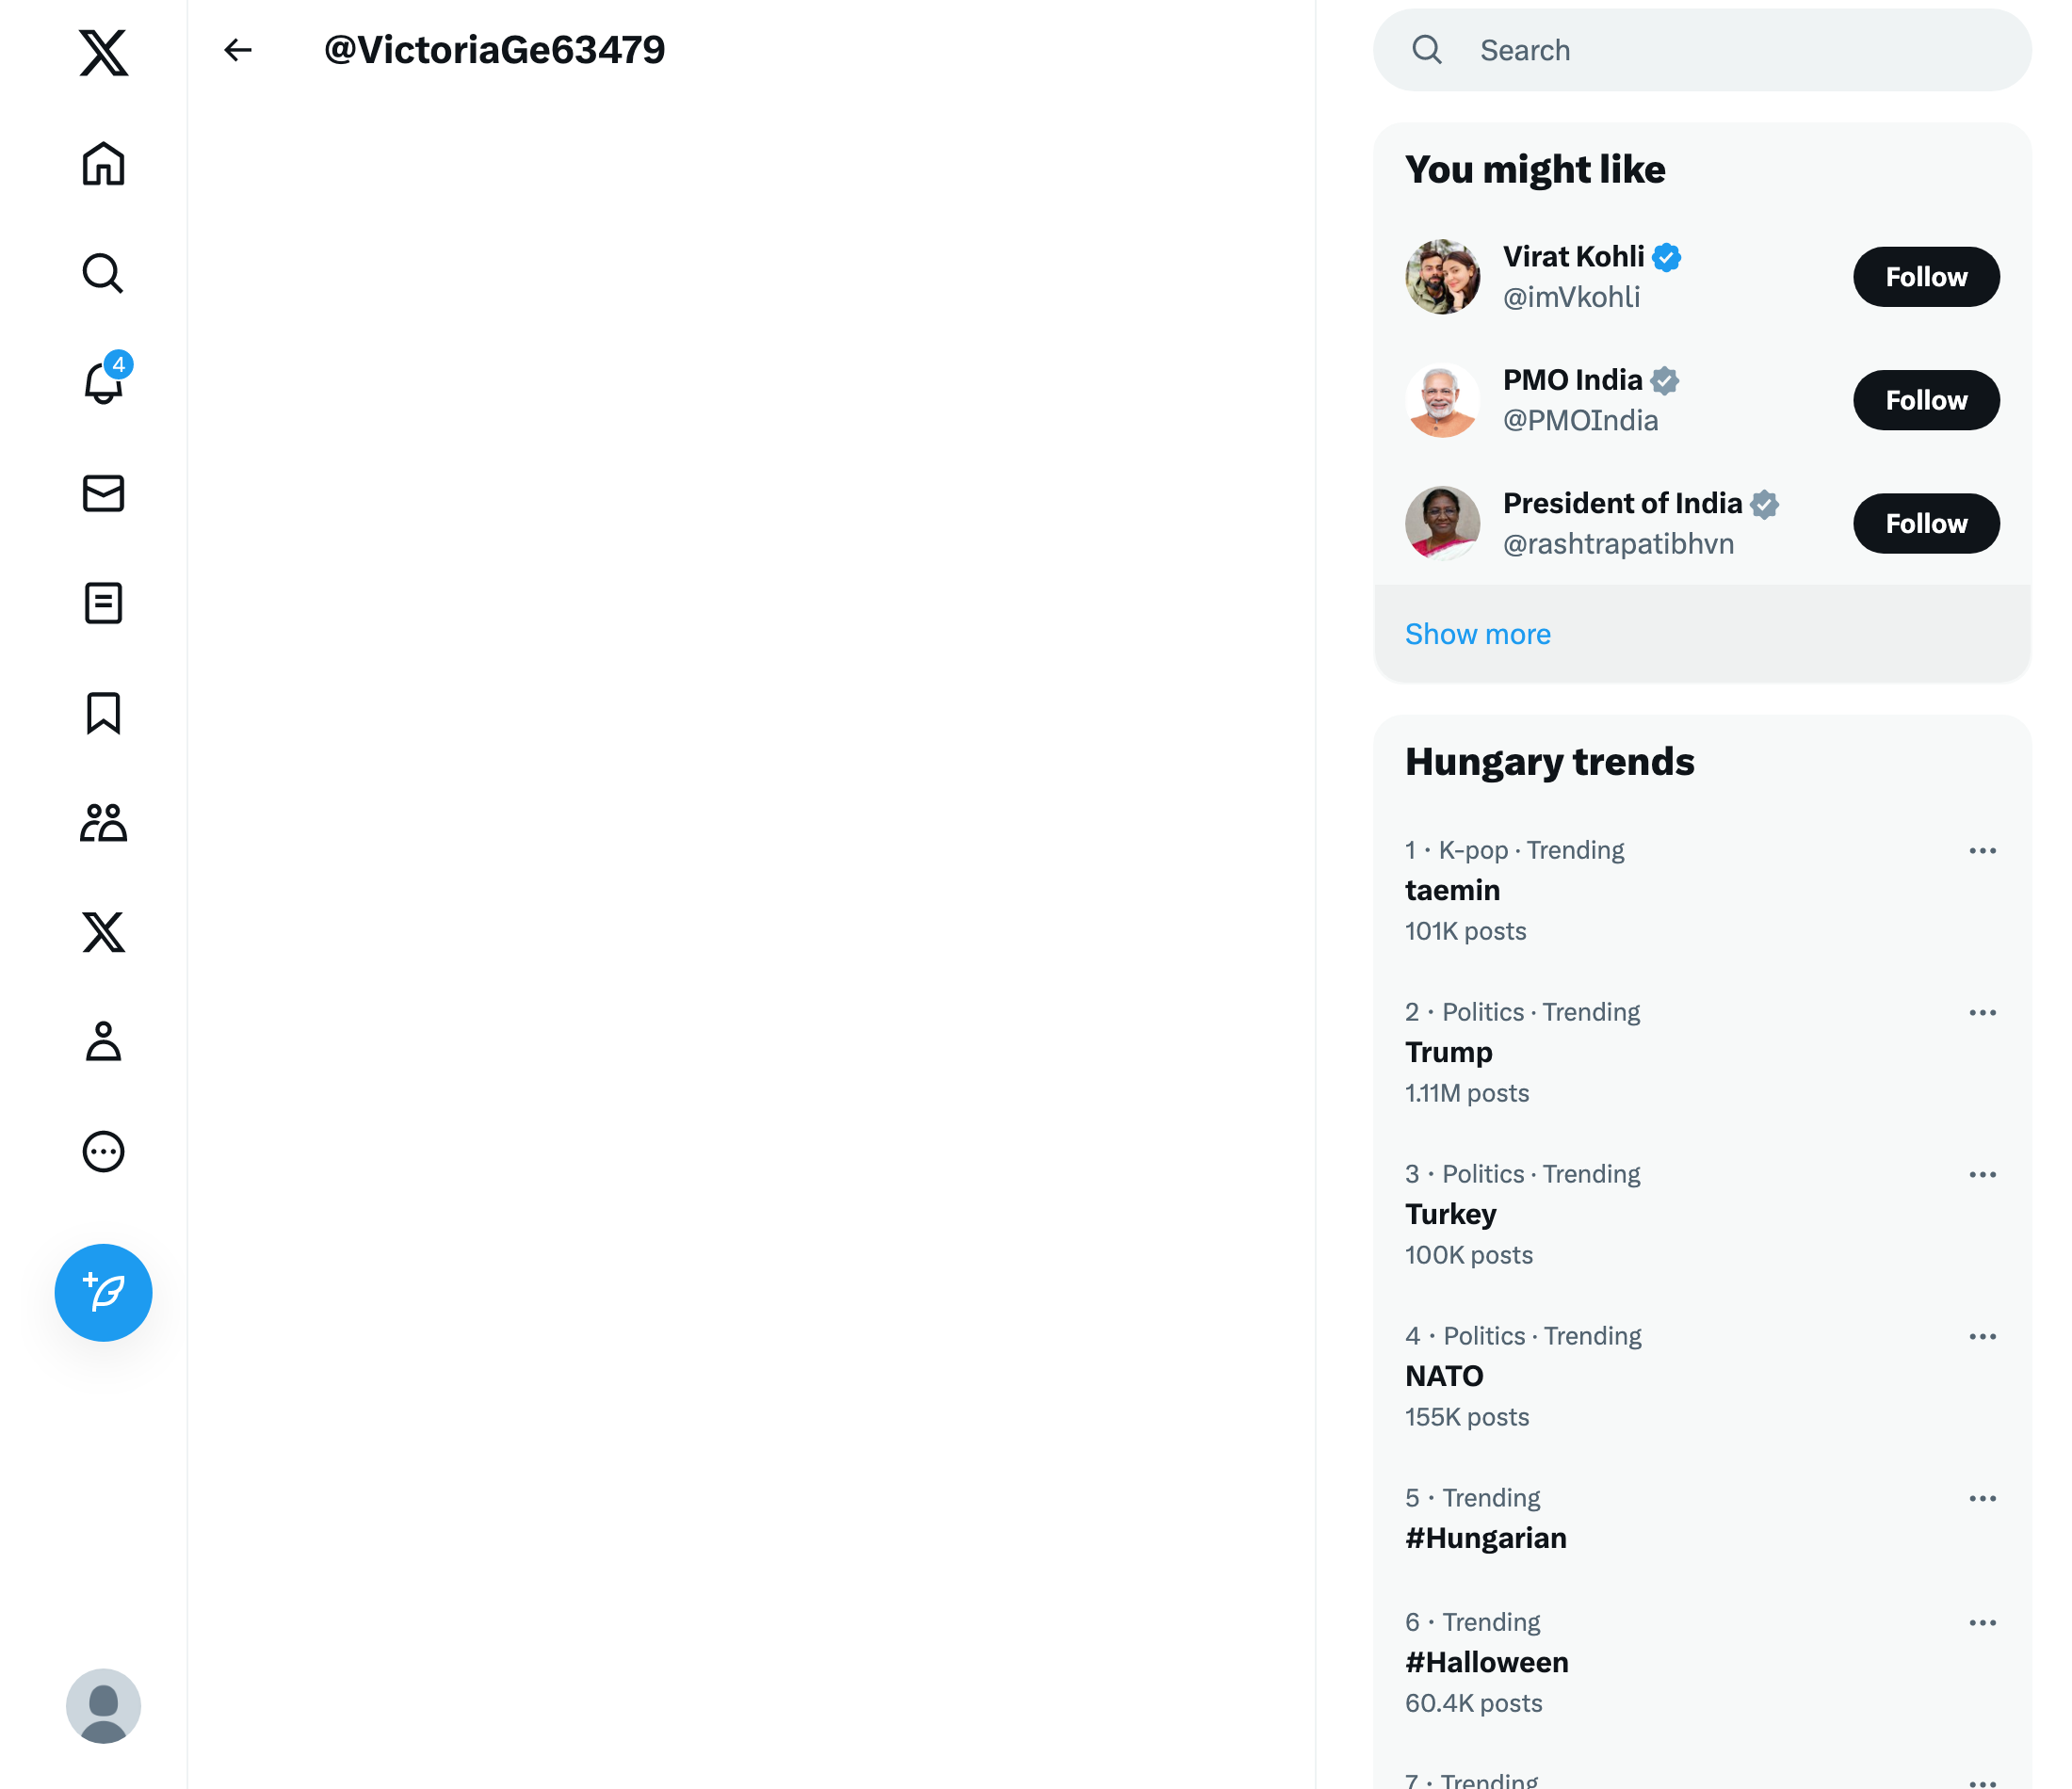 @VictoriaGe63479
4
Search
You might like
Virat Kohli
@imVkohli
Follow
PMO India
@PMOIndia
Follow
President of India
@rashtrapatibhvn
Follow
Show more
Hungary trends
1 · K-pop · Trending
taemin
101K posts
2 · Politics · Trending
Trump
1.11M posts
3 · Politics · Trending
Turkey
100K posts
4 · Politics · Trending
NATO
155K posts
5 · Trending
#Hungarian
6 · Trending
#Halloween
60.4K posts
7 · Trending